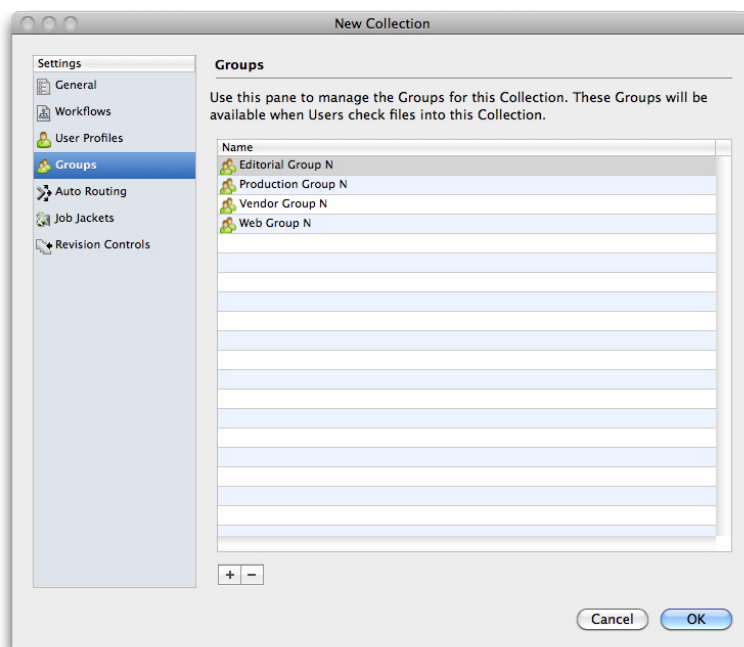 New Collection
Settings
General
Workflows
User Profiles
Groups
Auto Routing
Job Jackets
Revision Controls
Groups
Use this pane to manage the Groups for this Collection. These Groups will be
available when Users check files into this Collection.
Name
Editorial Group N
Production Group N
Vendor Group N
Web Group N
+ −
Cancel OK